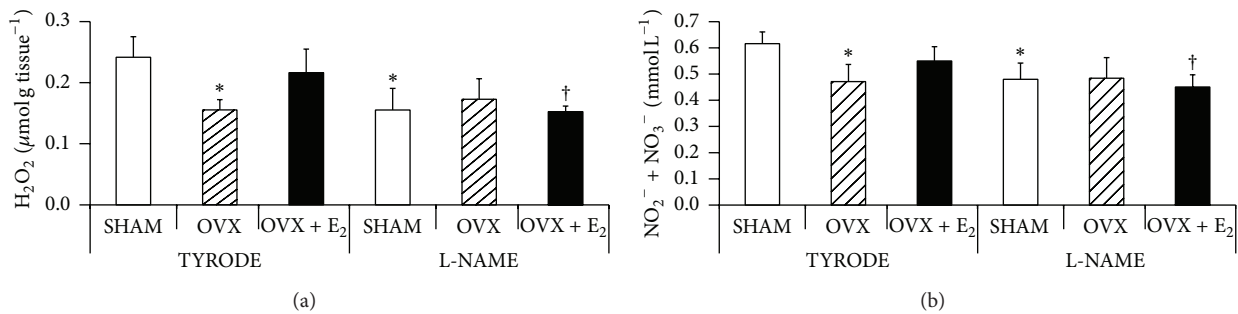 H₂O₂ (μmol g tissue⁻¹)
0.3
0.2
0.1
0.0
*
*
†
SHAM OVX OVX + E₂ SHAM OVX OVX + E₂
TYRODE L-NAME
(a)
NO₂⁻ + NO₃⁻ (mmol L⁻¹)
0.7
0.6
0.5
0.4
0.3
0.2
0.1
0.0
*
*
†
SHAM OVX OVX + E₂ SHAM OVX OVX + E₂
TYRODE L-NAME
(b)